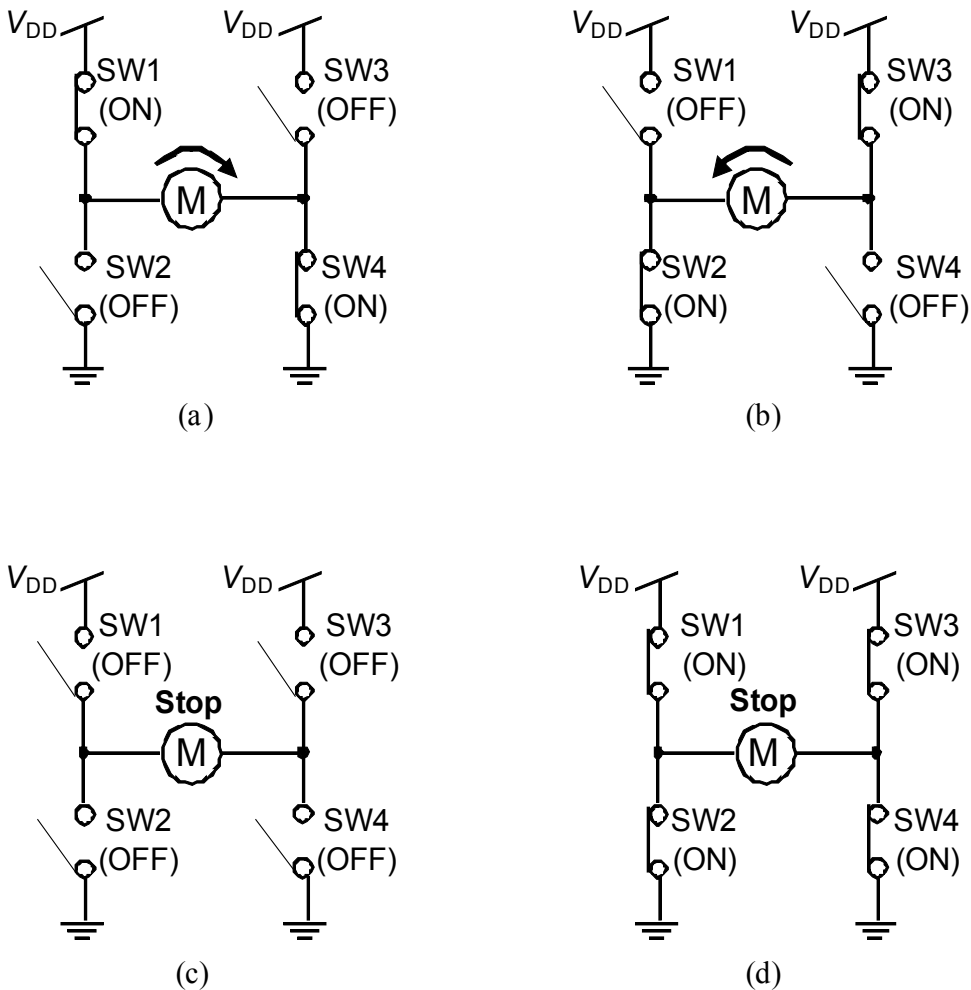 VDD VDD
SW1 SW3
(ON) (OFF)
M
SW2 SW4
(OFF) (ON)
(a)
VDD VDD
SW1 SW3
(OFF) (ON)
M
SW2 SW4
(ON) (OFF)
(b)
VDD VDD
SW1 SW3
(OFF) (OFF)
Stop
M
SW2 SW4
(OFF) (OFF)
(c)
VDD VDD
SW1 SW3
(ON) (ON)
Stop
M
SW2 SW4
(ON) (ON)
(d)